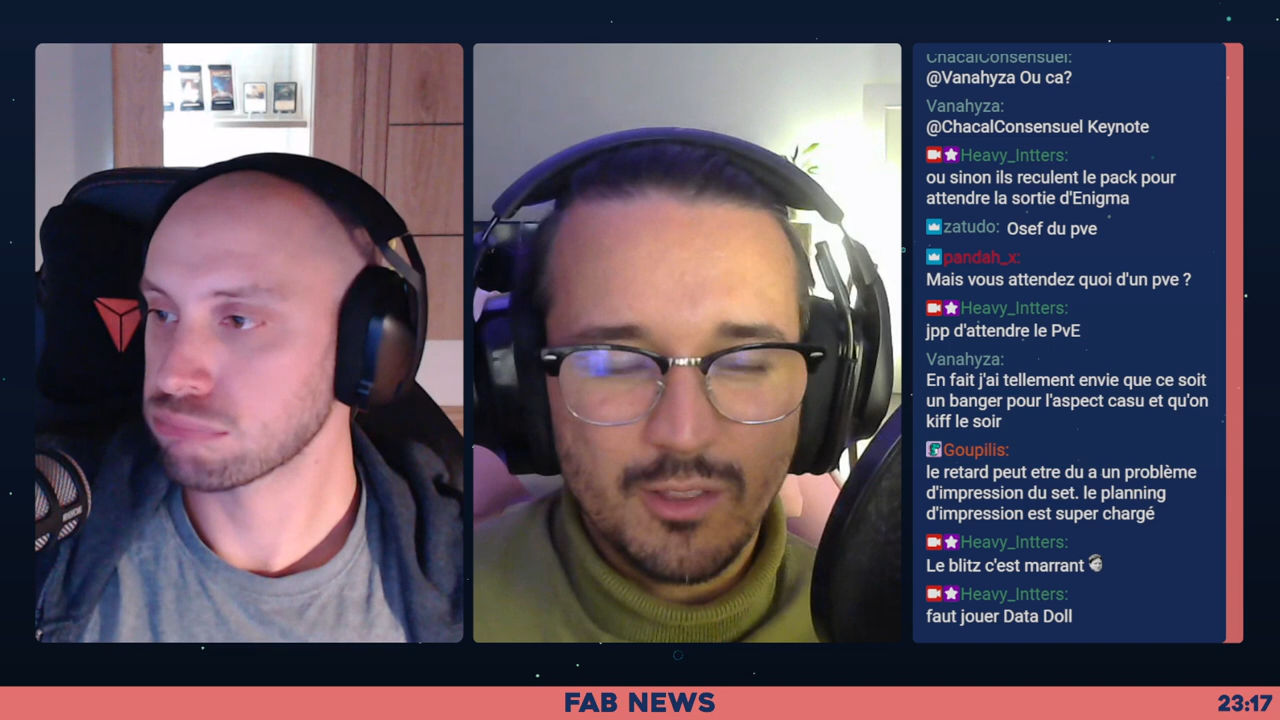 ChacalConsensuel:
@Vanahyza Ou ca?
Vanahyza:
@ChacalConsensuel Keynote
Heavy_Intters:
ou sinon ils reculent le pack pour
attendre la sortie d'Enigma
zatudo: Osef du pve
pandah_x:
Mais vous attendez quoi d'un pve ?
Heavy_Intters:
jpp d'attendre le PvE
Vanahyza:
En fait j'ai tellement envie que ce soit
un banger pour l'aspect casu et qu'on
kiff le soir
Goupilis:
le retard peut etre du a un problème
d'impression du set. le planning
d'impression est super chargé
Heavy_Intters:
Le blitz c'est marrant
Heavy_Intters:
faut jouer Data Doll
FAB NEWS
23:17